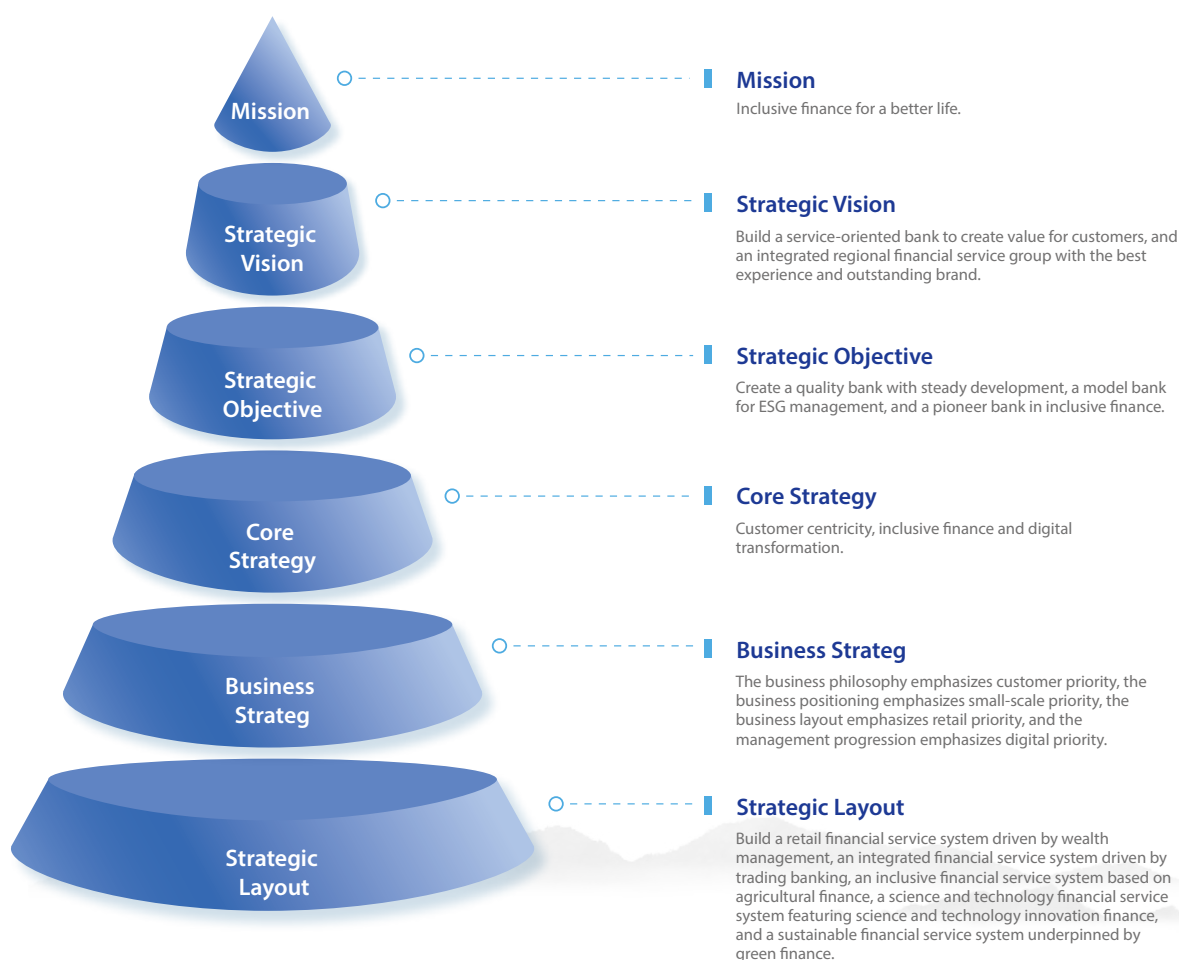 Mission
Mission
Inclusive finance for a better life.
Strategic
Vision
Strategic Vision
Build a service-oriented bank to create value for customers, and
an integrated regional financial service group with the best
experience and outstanding brand.
Strategic
Objective
Strategic Objective
Create a quality bank with steady development, a model bank
for ESG management, and a pioneer bank in inclusive finance.
Core
Strategy
Core Strategy
Customer centricity, inclusive finance and digital
transformation.
Business
Strateg
Business Strateg
The business philosophy emphasizes customer priority, the
business positioning emphasizes small-scale priority, the
business layout emphasizes retail priority, and the
management progression emphasizes digital priority.
Strategic
Layout
Strategic Layout
Build a retail financial service system driven by wealth
management, an integrated financial service system driven by
trading banking, an inclusive financial service system based on
agricultural finance, a science and technology financial service
system featuring science and technology innovation finance,
and a sustainable financial service system underpinned by
green finance.